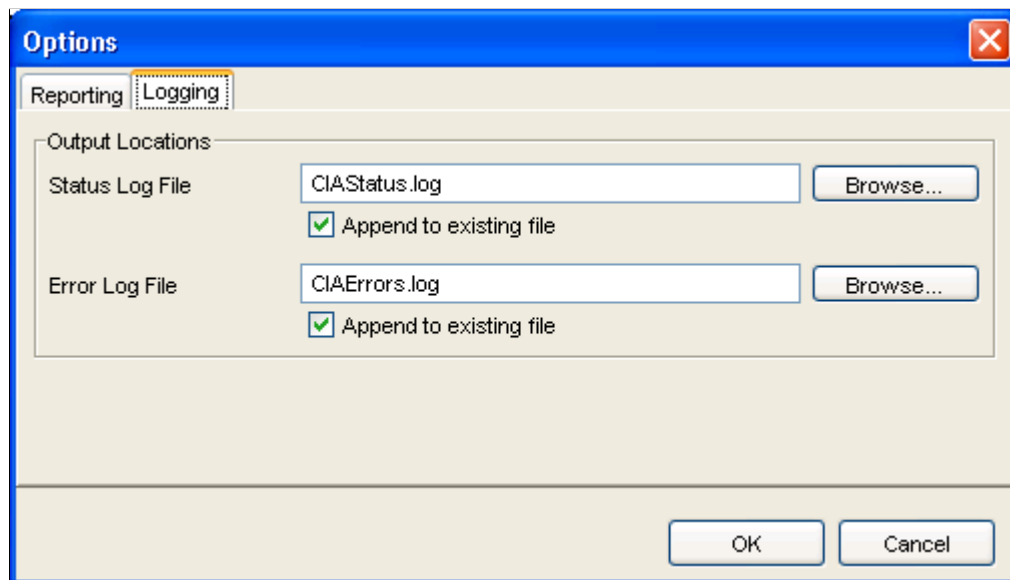 Options
Reporting Logging
Output Locations
Status Log File CIAStatus.log Browse...
Append to existing file
Error Log File CIAErrors.log Browse...
Append to existing file
OK Cancel